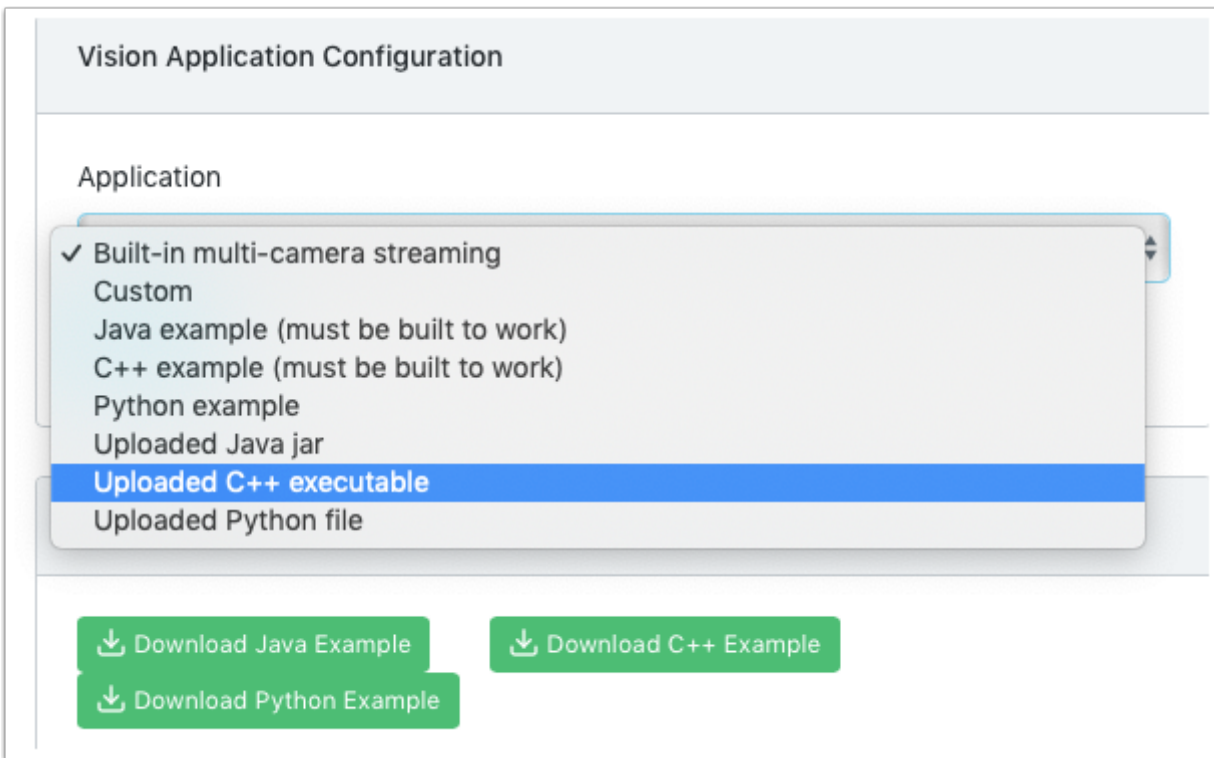 Vision Application Configuration
Application
✓ Built-in multi-camera streaming
Custom
Java example (must be built to work)
C++ example (must be built to work)
Python example
Uploaded Java jar
Uploaded C++ executable
Uploaded Python file
Download Java Example
Download C++ Example
Download Python Example